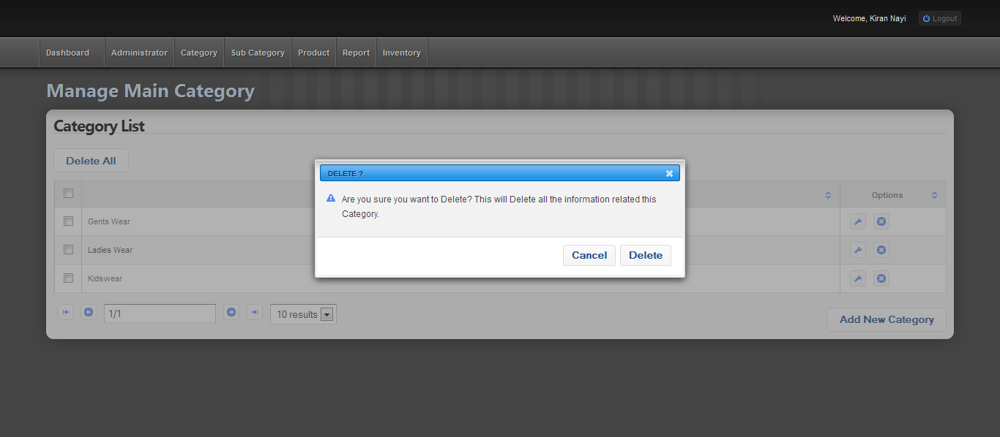 Welcome, Kiran Nayi Logout
Dashboard Administrator Category Sub Category Product Report Inventory
Manage Main Category
Category List
Delete All
DELETE ?
Are you sure you want to Delete? This will Delete all the information related this
Category.
Cancel Delete
Options
Gents Wear
Ladies Wear
Kidswear
1/1 10 results
Add New Category